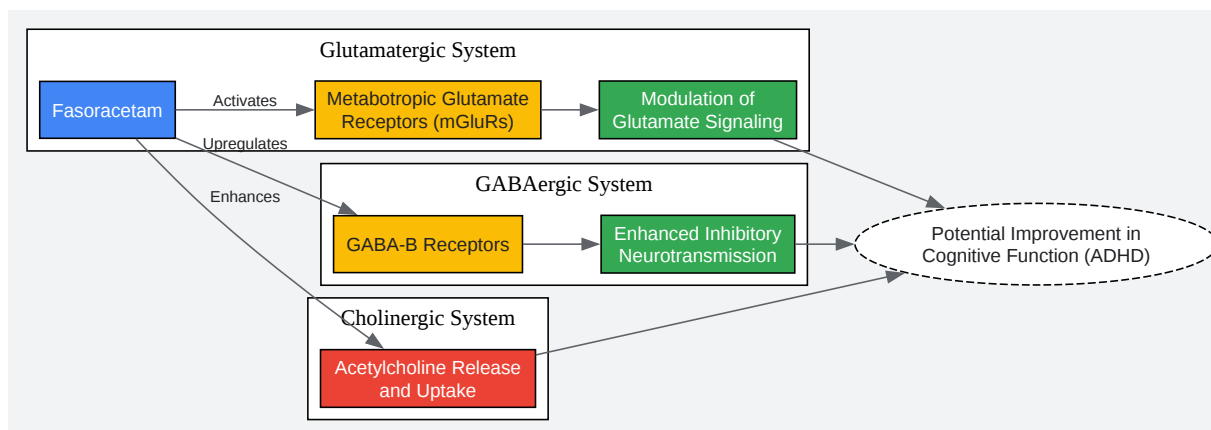 Glutamatergic System
Fasoracetam
Activates
Metabotropic Glutamate
Receptors (mGluRs)
Modulation of
Glutamate Signaling
Upregulates
GABAergic System
Enhances
GABA-B Receptors
Enhanced Inhibitory
Neurotransmission
Potential Improvement in
Cognitive Function (ADHD)
Cholinergic System
Acetylcholine Release
and Uptake